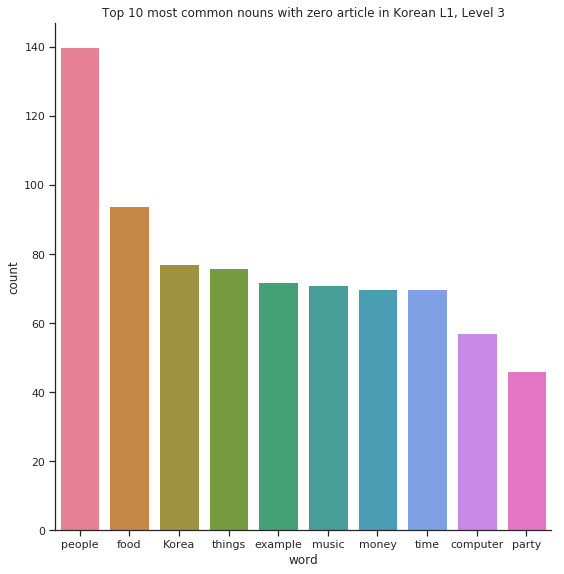 Top 10 most common nouns with zero article in Korean L1, Level 3
140
120
100
80
60
40
20
0
count
people food Korea things example music money time computer party
word